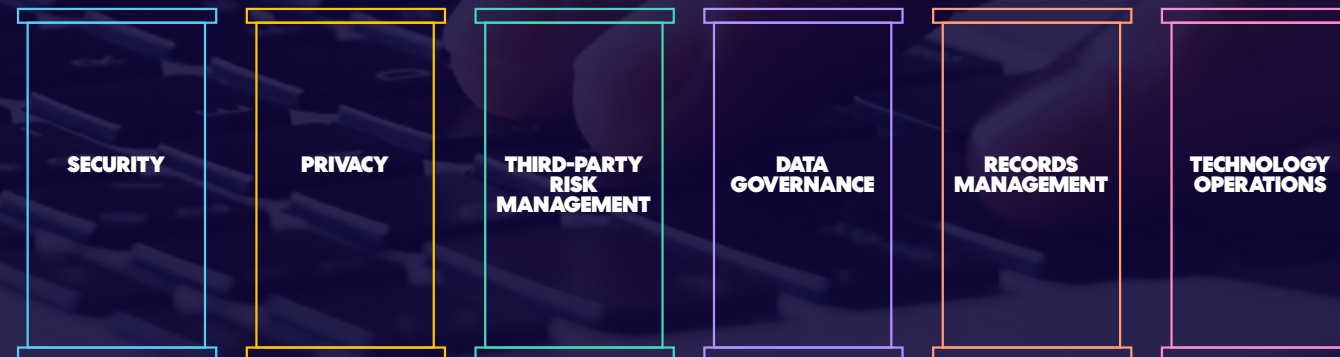 SECURITY
PRIVACY
THIRD-PARTY
RISK
MANAGEMENT
DATA
GOVERNANCE
RECORDS
MANAGEMENT
TECHNOLOGY
OPERATIONS